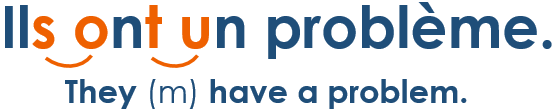 Ils ont un problème.
They (m) have a problem.